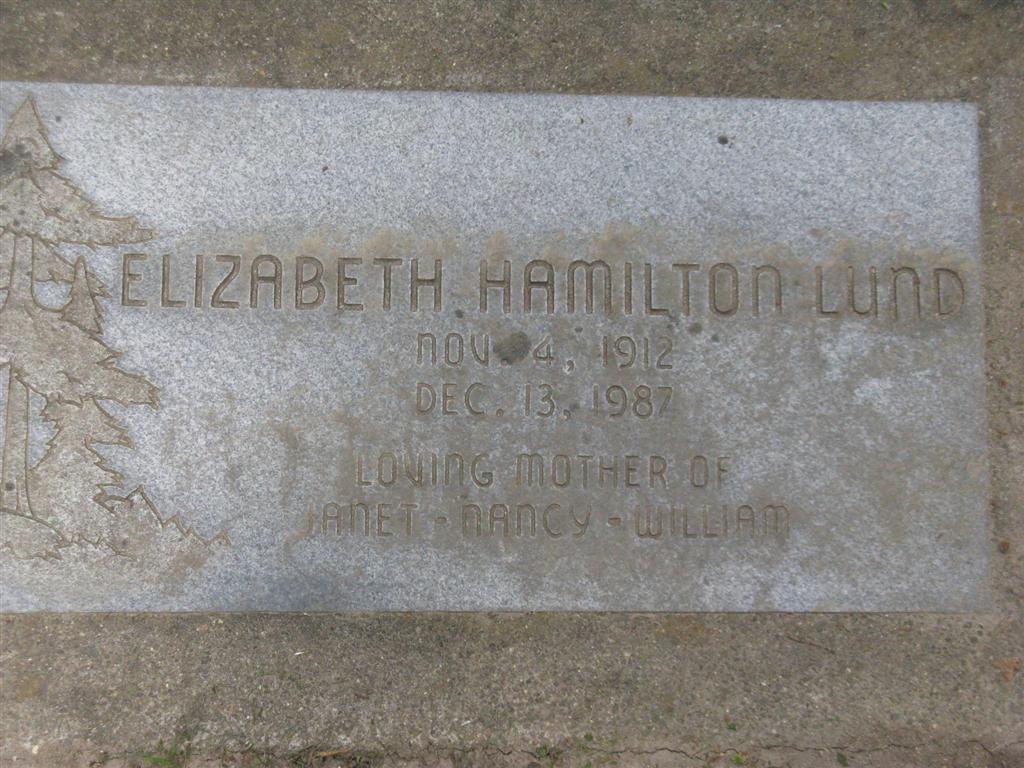 ELIZABETH HAMILTON LUND
NOV. 4, 1912
DEC. 13, 1987
LOVING MOTHER OF
JANET - NANCY - WILLIAM